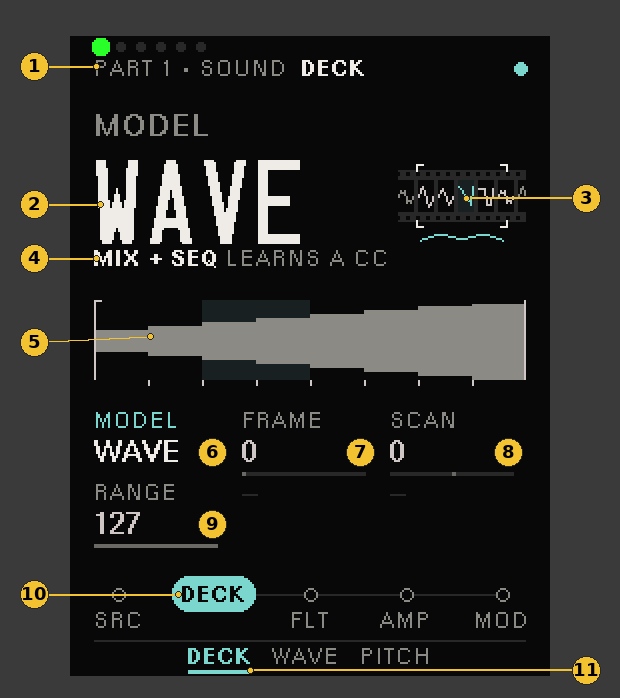 1 PART 1 · SOUND DECK
MODEL
2 WAVE 3
4 MIX + SEQ LEARNS A CC
5
MODEL FRAME SCAN
WAVE 6 0 7 0 8
— —
RANGE
127 9
10 DECK
SRC FLT AMP MOD
DECK WAVE PITCH
11